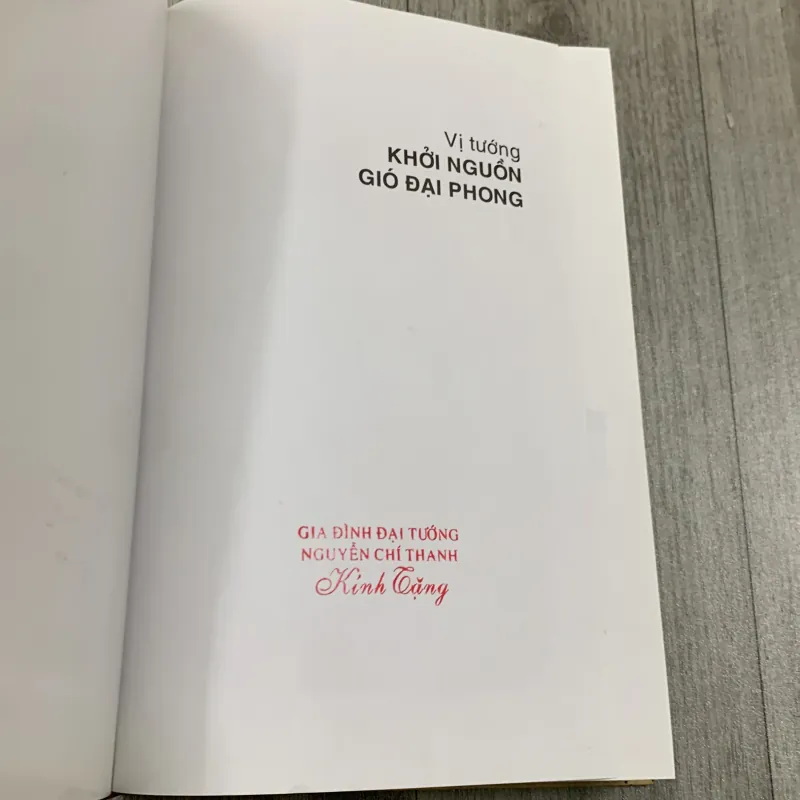 Vị tướng
KHỞI NGUỒN
GIÓ ĐẠI PHONG
GIA ĐÌNH ĐẠI TƯỚNG
NGUYỄN CHÍ THANH
Kính Tặng